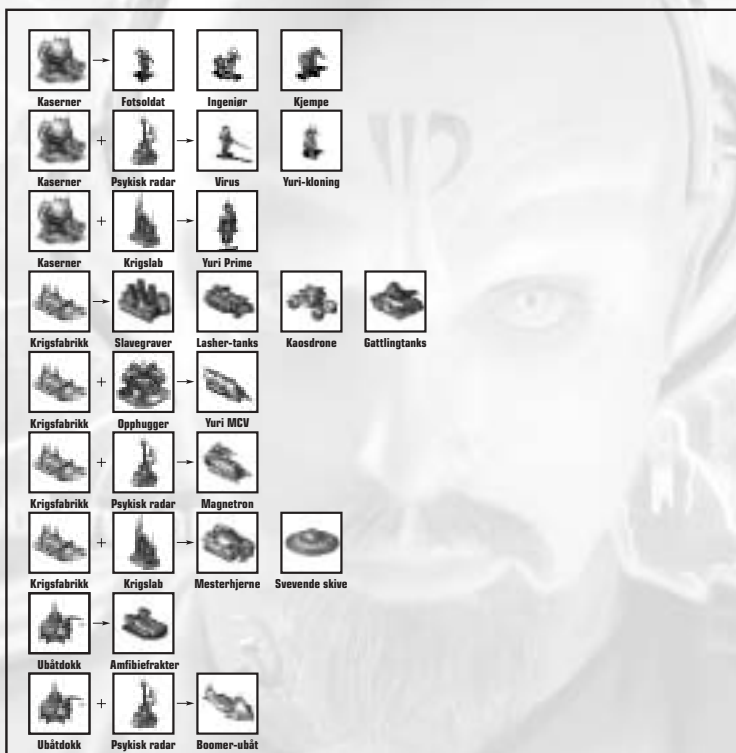 Kaserner Fotsoldat Ingeniør Kjempe
Kaserner + Psykisk radar → Virus Yuri-kloning
Kaserner + Krigslab → Yuri Prime
Krigsfabrikk → Slavegraver Lasher-tanks Kaosdrone Gattlingtanks
Krigsfabrikk + Opphugger → Yuri MCV
Krigsfabrikk + Psykisk radar → Magnetron
Krigsfabrikk + Krigslab → Mesterhjerne Svevende skive
Ubåtdokk → Amfibiefrakter
Ubåtdokk + Psykisk radar → Boomer-ubåt